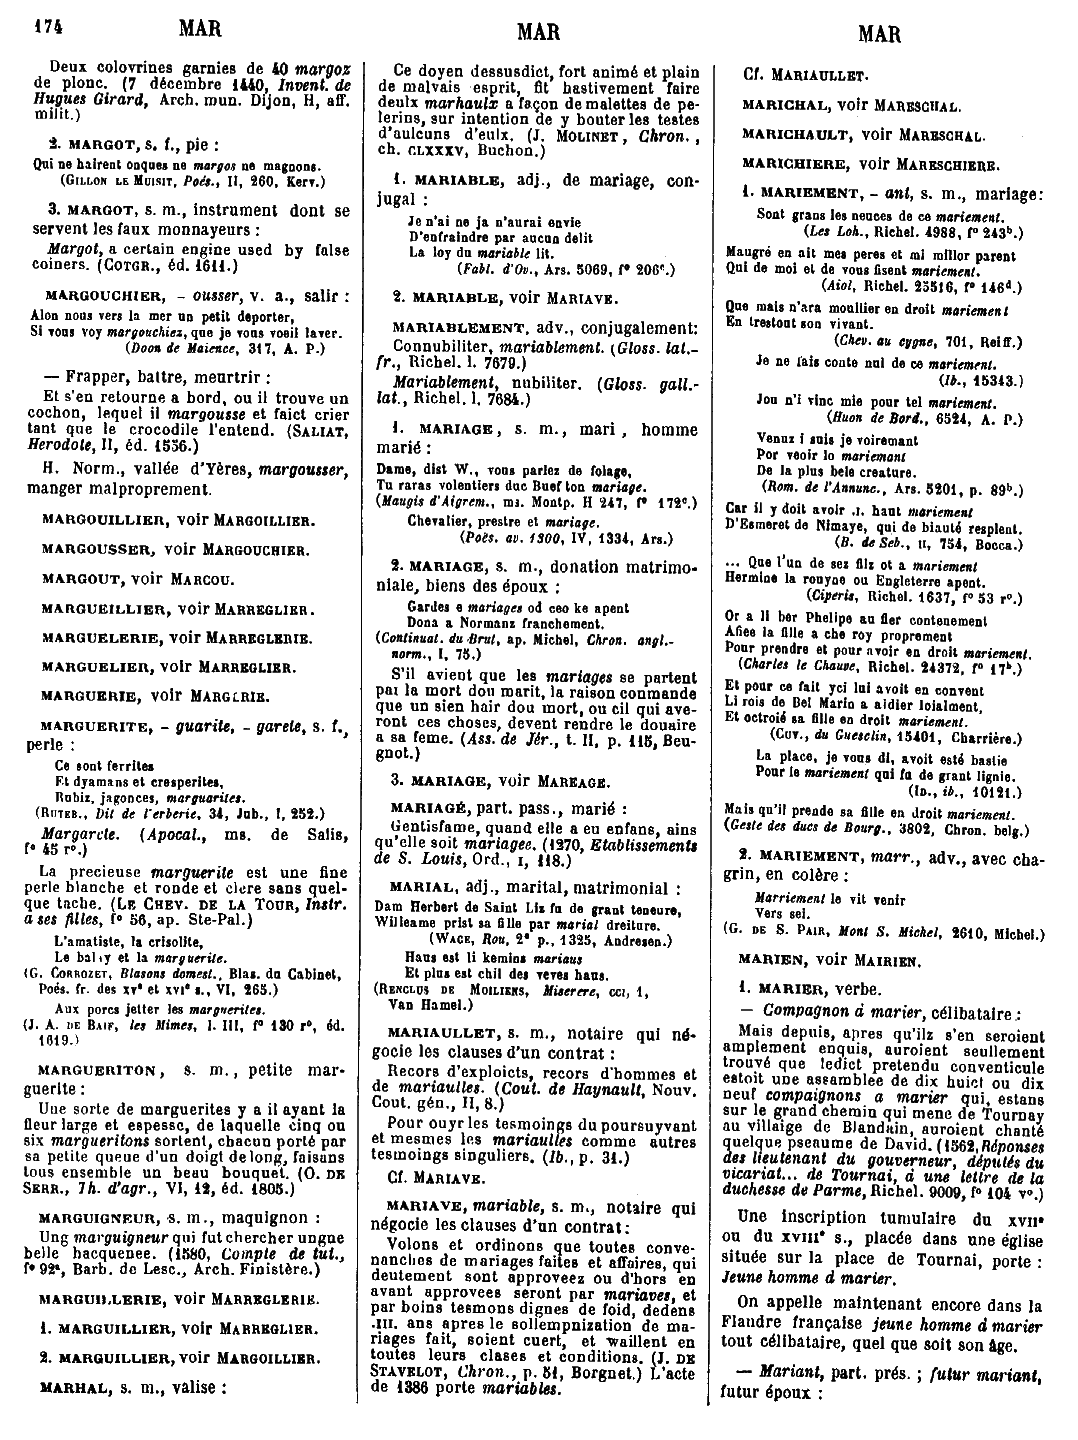 174
MAR
MAR
MAR
Deux colovrines garnies de 40 margoz
de plonc. (7 décembre 1440, Invent. de
Hugues Girard, Arch. mun. Dijon, H, aff.
milit.)
2. MARGOT, s. f., pie :
Qui ne hairent onques ne margos ne magnons.
(GILLON LE MUISIT, Poés., II, 260, Kerv.)
3. MARGOT, s. m., instrument dont se
servent les faux monnayeurs :
Margot, a certain engine used by false
coiners. (COTGR., éd. 1611.)
MARGOUCHIER, – ousser, v. a., salir :
Alon nous vers la mer un petit deporter,
Si vous voy margouchiez, que je vous voeil laver.
(Doon de Maience, 317, A. P.)
— Frapper, battre, meurtrir :
Et s'en retourne a bord, ou il trouve un
cochon, lequel il margousse et faict crier
tant que le crocodile l'entend. (SALIAT,
Herodote, II, éd. 1556.)
H. Norm., vallée d'Yères, margousser,
manger malproprement.
MARGOUILLIER, voir MARGOILLIER.
MARGOUSSER, voir MARGOUCHIER.
MARGOUT, voir MARCOU.
MARGUEILLIER, voir MARREGLIER.
MARGUELERIE, voir MARREGLERIE.
MARGUELIER, voir MARREGLIER.
MARGUERIE, voir MARGLRIE.
MARGUERITE, – guarite, – garete, s. f.,
perle :
Ce sont ferrites
Et dyamans et cresperites,
Rubiz, jagonces, marguarites.
(RUTEB., Dit de l'erberie, 34, Jub., I, 252.)
Margarete. (Apocal., ms. de Salis,
f° 45 r°.)
La precieuse marguerite est une fine
perle blanche et ronde et clere sans quel-
que tache. (LE CHEV. DE LA TOUR, Instr.
a ses filles, f° 56, ap. Ste-Pal.)
L'amatiste, la crisolite,
Le balay et la marguerite.
(G. CORROZET, Blasons domest., Blas. du Cabinet,
Poés. fr. des XVe et XVIe s., VI, 265.)
Aux porcs jetter les marguerites.
(J. A. DE BAIF, les Mimes, l. III, f° 130 r°, éd.
1619.)
MARGUERITON, s. m., petite mar-
guerite :
Une sorte de marguerites y a il ayant la
fleur large et espesse, de laquelle cinq ou
six margueritons sortent, chacun porté par
sa petite queue d'un doigt de long, faisans
tous ensemble un beau bouquet. (O. DE
SERR., Th. d'agr., VI, 12, éd. 1805.)
MARGUIGNEUR, s. m., maquignon :
Ung marguigneur qui fut chercher ungne
belle hacquenee. (1580, Compte de tut.,
f° 92a, Barb. de Lesc., Arch. Finistère.)
MARGUILLERIE, voir MARREGLERIE.
1. MARGUILLIER, voir MARREGLIER.
2. MARGUILLIER, voir MARGOILLIER.
MARHAL, s. m., valise :
Ce doyen dessusdict, fort animé et plain
de malvais esprit, fit hastivement faire
deulx marhaulx a façon de malettes de pe-
lerins, sur intention de y bouter les testes
d'aulcuns d'eulx. (J. MOLINET, Chron.,
ch. CLXXXV, Buchon.)
1. MARIABLE, adj., de mariage, con-
jugal :
Je n'ai ne ja n'aurai envie
D'enfraindre par aucun delit
La loy du mariable lit.
(Fabl. d'Ov., Ars. 5069, f° 206c.)
2. MARIABLE, voir MARIAVE.
MARIABLEMENT, adv., conjugalement:
Connubiliter, mariablement. (Gloss. lat.-
fr., Richel. l. 7679.)
Mariablement, nubiliter. (Gloss. gall.-
lat., Richel. l. 7684.)
1. MARIAGE, s. m., mari, homme
marié :
Dame, dist W., vous parlez de folage,
Tu raras volentiers duc Buef ton mariage.
(Maugis d'Aigrem., ms. Montp. H 247, f° 172c.)
Chevalier, prestre et mariage.
(Poés. av. 1300, IV, 1334, Ars.)
2. MARIAGE, s. m., donation matrimo-
niale, biens des époux :
Gardes e mariages od ceo ke apent
Dona a Normanz franchement.
(Continuat. du Brut, ap. Michel, Chron. angl.-
norm., I, 75.)
S'il avient que les mariages se partent
par la mort dou marit, la raison conmande
que un sien hair dou mort, ou cil qui ave-
ront ces choses, devent rendre le douaire
a sa feme. (Ass. de Jér., t. II, p. 115, Beu-
gnot.)
3. MARIAGE, voir MAREAGE.
MARIAGÉ, part. pass., marié :
Gentisfame, quand elle a eu enfans, ains
qu'elle soit mariagee. (1270, Etablissements
de S. Louis, Ord., I, 118.)
MARIAL, adj., marital, matrimonial :
Dam Herbert de Saint Liz fu de grant teneure,
Willeame prist sa fille par marial dreiture.
(WACE, Rou, 2e p., 1325, Andresen.)
Haus est li kemins mariaus
Et plus est chil des veves haus.
(RENCLUS DE MOILIENS, Miserere, CCI, 1,
Van Hamel.)
MARIAULLET, s. m., notaire qui né-
gocie les clauses d'un contrat :
Recors d'exploicts, recors d'hommes et
de mariaulles. (Cout. de Haynault, Nouv.
Cout. gén., II, 8.)
Pour ouyr les tesmoings du poursuyvant
et mesmes les mariaulles comme autres
tesmoings singuliers. (Ib., p. 31.)
Cf. MARIAVE.
MARIAVE, mariable, s. m., notaire qui
négocie les clauses d'un contrat :
Volons et ordinons que toutes conve-
nanches de mariages faites et affaires, qui
deutement sont approveez ou d'hors en
avant approvees seront par mariaves, et
par boins tesmons dignes de foid, dedens
.III. ans apres le sollempnization de ma-
riages fait, soient cuert, et waillent en
toutes leurs clases et conditions. (J. DE
STAVELOT, Chron., p. 51, Borgnet.) L'acte
de 1386 porte mariables.
Cf. MARIAULLET.
MARICHAL, voir MARESCHAL.
MARICHAULT, voir MARESCHAL.
MARICHIERE, voir MARESCHIERE.
1. MARIEMENT, – ant, s. m., mariage:
Sont grans les neuces de ce mariement.
(Les Loh., Richel. 4988, f° 243b.)
Maugré en ait mes peres et mi millor parent
Qui de moi et de vous fisent mariement.
(Aiol, Richel. 25516, f° 146d.)
Que mais n'ara moullier en droit mariement
En trestout son vivant.
(Chev. au cygne, 701, Reiff.)
Je ne fais conte nul de ce mariement.
(Ib., 15343.)
Jou n'i vinc mie pour tel mariement.
(Huon de Bord., 6524, A. P.)
Venuz i suis je voirement
Por veoir lo mariemant
De la plus bele creature.
(Rom. de l'Annunc., Ars. 5201, p. 89b.)
Car il y doit avoir .I. haut mariement
D'Esmeret de Nimaye, qui de biauté resplent.
(B. de Seb., II, 754, Bocca.)
... Que l'un de sez filz ot a mariement
Hermine la rouyne ou Engleterre apent.
(Ciperis, Richel. 1637, f° 53 r°.)
Or a li ber Phelipe au fier contenement
Afiee la fille a che roy proprement
Pour prendre et pour avoir en droit mariement.
(Charles le Chauve, Richel. 24372, f° 17b.)
Et pour ce fait yci lui avoit en convent
Li rois de Bel Marin a aidier loialment,
Et octroié sa fille en droit mariement.
(CUV., du Guesclin, 15401, Charrière.)
La place, je vous di, avoit esté bastie
Pour le mariement qui fu de grant lignie.
(ID., ib., 10121.)
Mais qu'il prende sa fille en droit mariement.
(Geste des ducs de Bourg., 3802, Chron. belg.)
2. MARIEMENT, marr., adv., avec cha-
grin, en colère :
Marriement le vit venir
Vers sei.
(G. DE S. PAIR, Mont S. Michel, 2610, Michel.)
MARIEN, voir MAIRIEN.
1. MARIER, verbe.
— Compagnon à marier, célibataire :
Mais depuis, apres qu'ilz s'en seroient
amplement enquis, auroient seullement
trouvé que ledict pretendu conventicule
estoit une assamblee de dix huict ou dix
neuf compaignons a marier qui, estans
sur le grand chemin qui mene de Tournay
au villaige de Blandain, auroient chanté
quelque pseaume de David. (1562, Réponses
des lieutenant du gouverneur, députés du
vicariat... de Tournai, à une lettre de la
duchesse de Parme, Richel. 9009, f° 104 v°.)
Une inscription tumulaire du XVIIe
ou du XVIIIe s., placée dans une église
située sur la place de Tournai, porte :
Jeune homme à marier.
On appelle maintenant encore dans la
Flandre française jeune homme à marier
tout célibataire, quel que soit son âge.
— Mariant, part. prés. ; futur mariant,
futur époux :